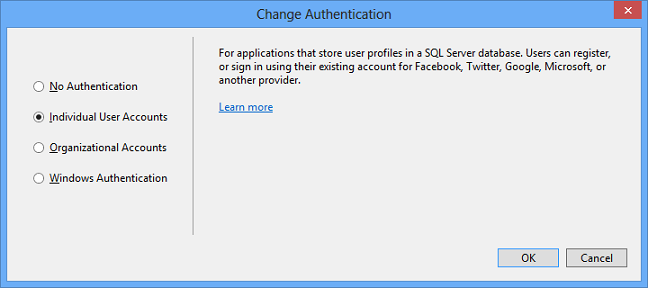 Change Authentication
No Authentication
Individual User Accounts
Organizational Accounts
Windows Authentication
For applications that store user profiles in a SQL Server database. Users can register,
or sign in using their existing account for Facebook, Twitter, Google, Microsoft, or
another provider.
Learn more
OK
Cancel